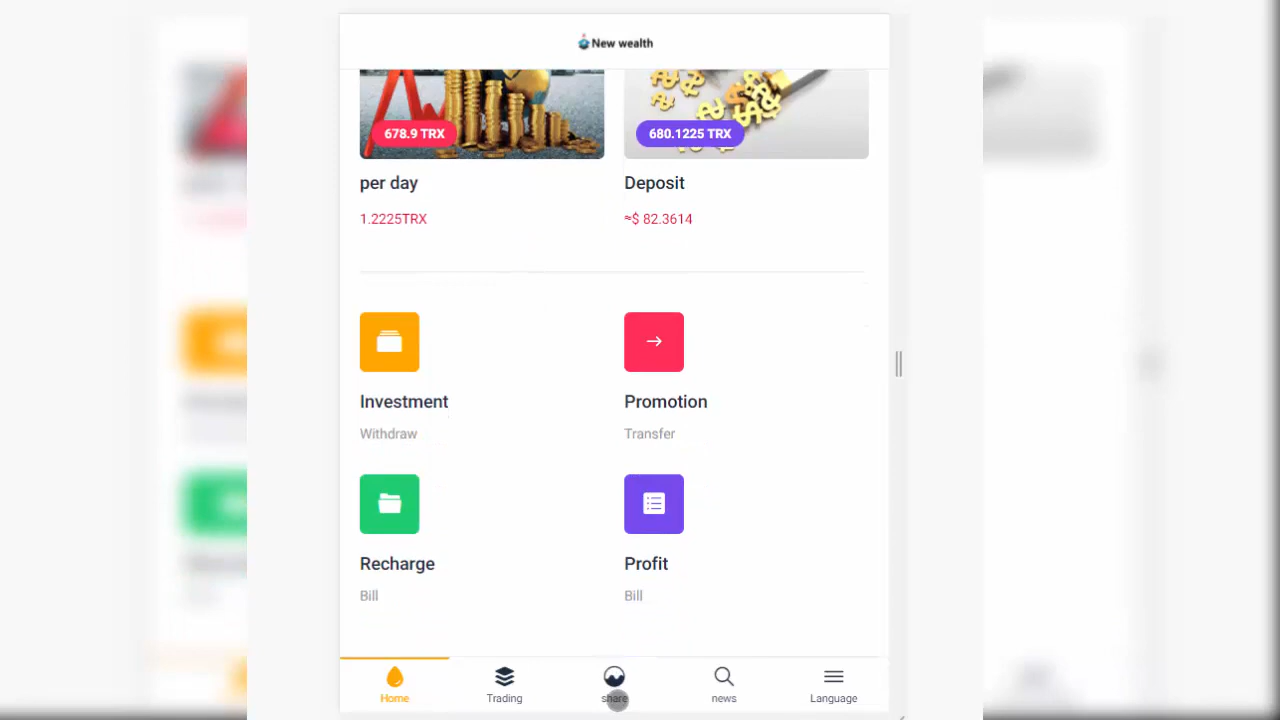 New wealth
678.9 TRX
680.1225 TRX
per day
Deposit
1.2225TRX
≈$ 82.3614
Investment
Promotion
Withdraw
Transfer
Recharge
Profit
Bill
Bill
Home
Trading
share
news
Language